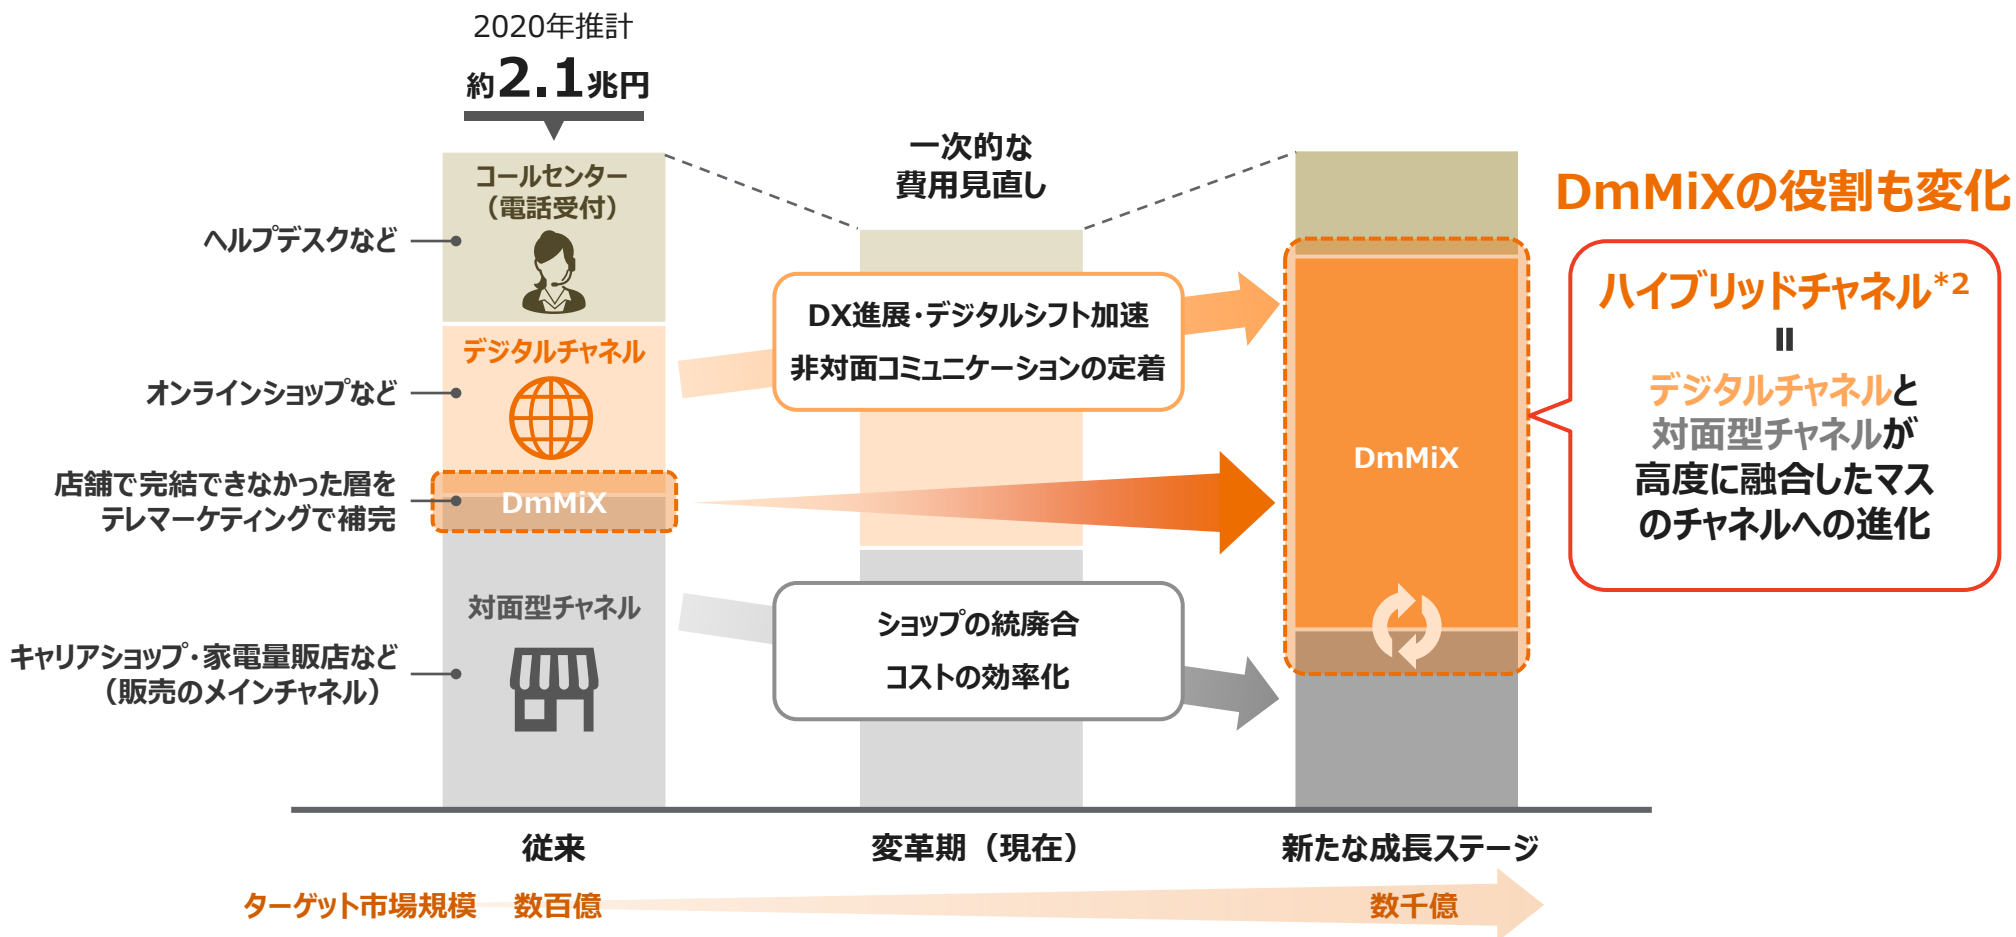 2020年推計
約2.1兆円
一次的な
費用見直し
コールセンター
（電話受付）
ヘルプデスクなど
DmMiXの役割も変化
ハイブリッドチャネル*2
=
デジタルチャネルと
対面型チャネルが
高度に融合したマス
のチャネルへの進化
DX進展・デジタルシフト加速
非対面コミュニケーションの定着
デジタルチャネル
オンラインショップなど
店舗で完結できなかった層を
テレマーケティングで補完
DmMiX
DmMiX
対面型チャネル
キャリアショップ・家電量販店など
（販売のメインチャネル）
ショップの統廃合
コストの効率化
従来
変革期（現在）
新たな成長ステージ
ターゲット市場規模 数百億 数千億